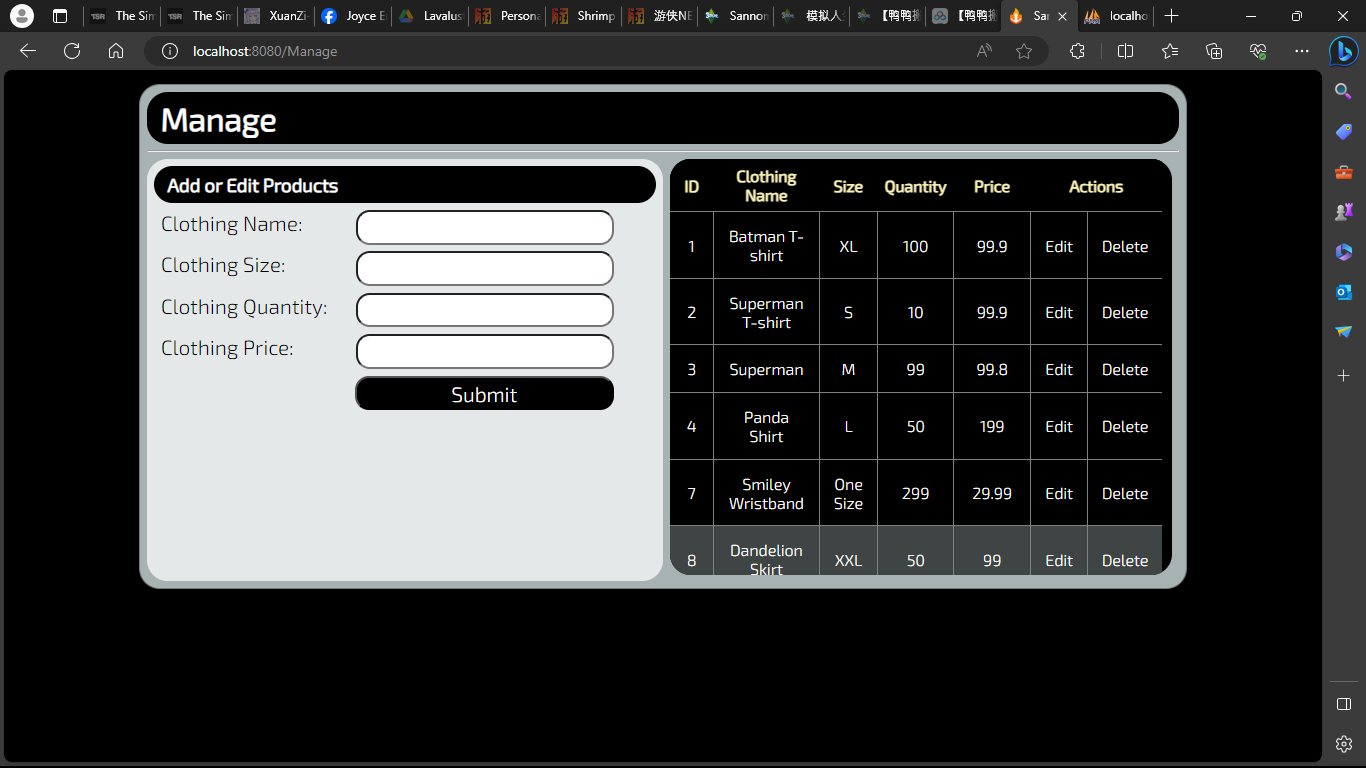 The Sim
The Sim
XuanZi-
Joyce E
Lavalus
Persona
Shrimp
游侠NE
Sannon
模拟人
【鸭鸭
【鸭鸭
Sa
localho
localhost:8080/Manage
Manage
Add or Edit Products
Clothing Name:
Clothing Size:
Clothing Quantity:
Clothing Price:
Submit
ID Clothing Name Size Quantity Price Actions
1 Batman T-shirt XL 100 99.9 Edit Delete
2 Superman T-shirt S 10 99.9 Edit Delete
3 Superman M 99 99.8 Edit Delete
4 Panda Shirt L 50 199 Edit Delete
7 Smiley Wristband One Size 299 29.99 Edit Delete
8 Dandelion Skirt XXL 50 99 Edit Delete